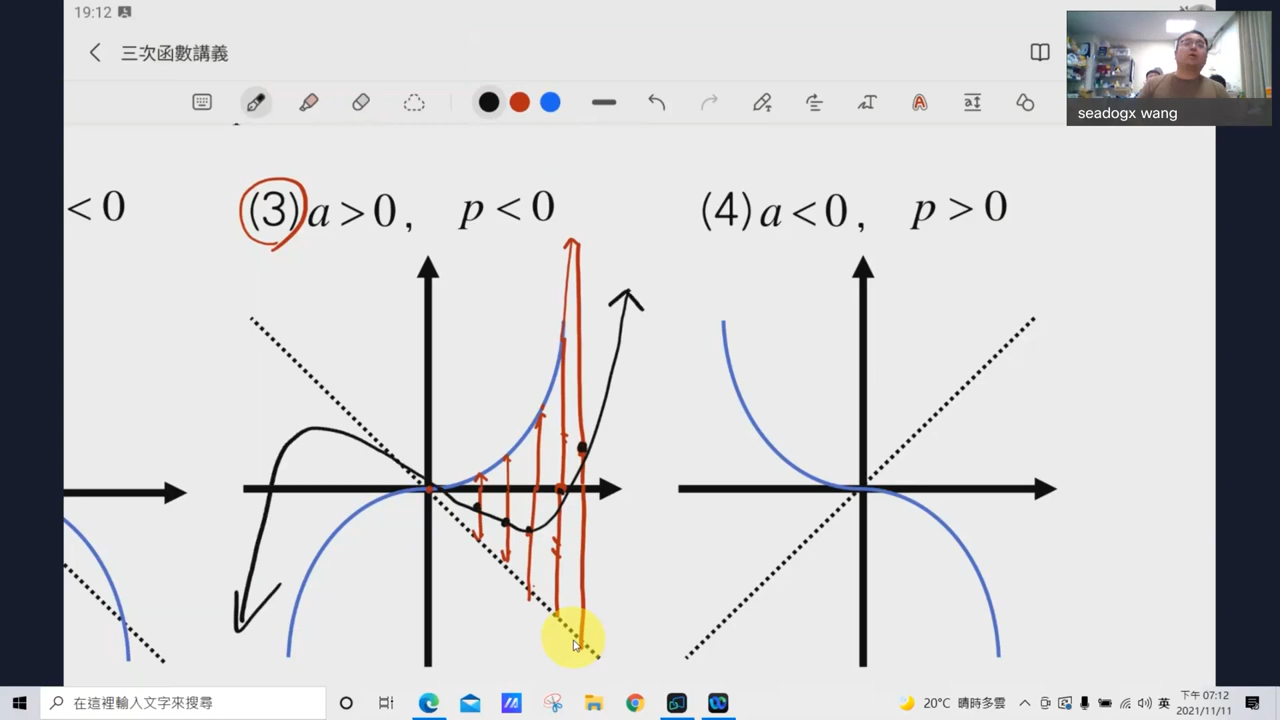 19:12
三次函數講義
seadogx wang
< 0
(3) a > 0 , p < 0
(4) a < 0 , p > 0
在這裡輸入文字來搜尋
20°C 晴時多雲
英
下午 07:12
2021/11/11